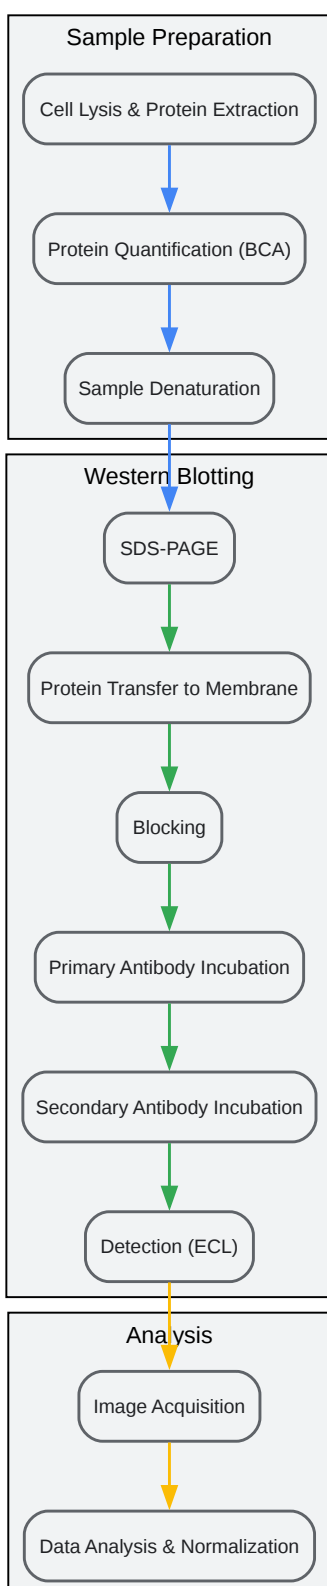 Sample Preparation
Cell Lysis & Protein Extraction
Protein Quantification (BCA)
Sample Denaturation
Western Blotting
SDS-PAGE
Protein Transfer to Membrane
Blocking
Primary Antibody Incubation
Secondary Antibody Incubation
Detection (ECL)
Analysis
Image Acquisition
Data Analysis & Normalization